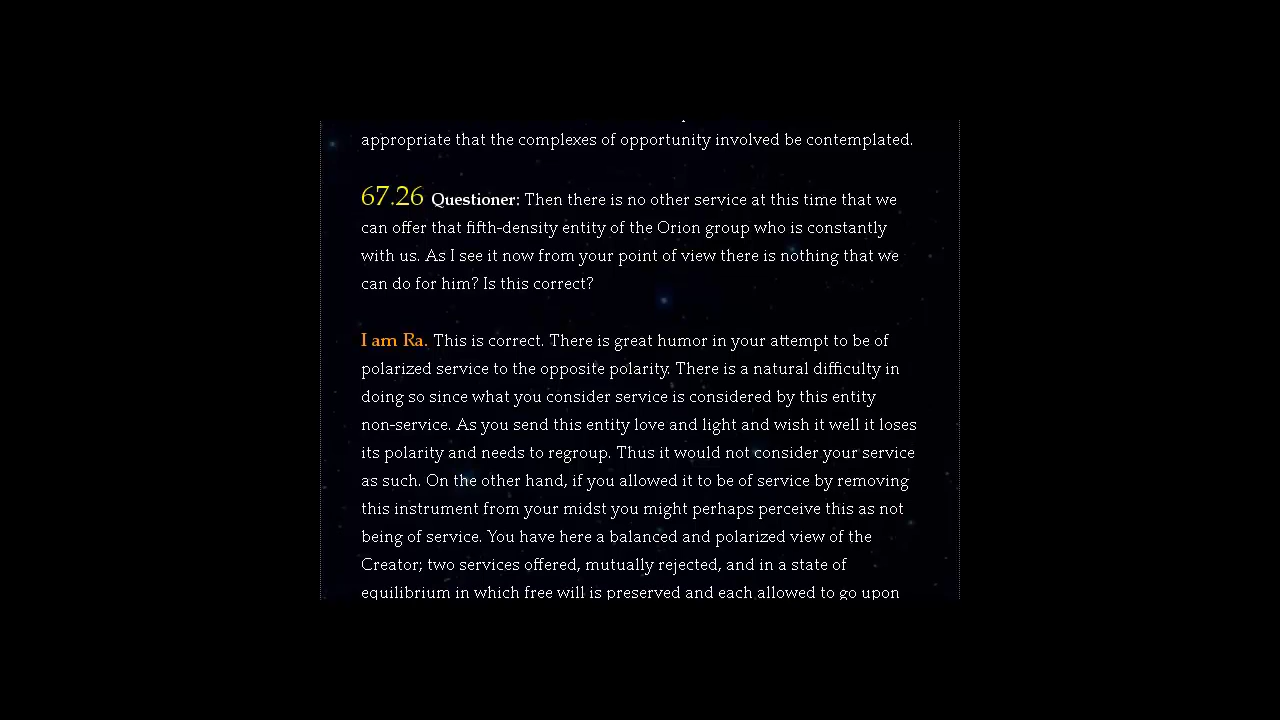 appropriate that the complexes of opportunity involved be contemplated.
67.26 Questioner: Then there is no other service at this time that we
can offer that fifth-density entity of the Orion group who is constantly
with us. As I see it now from your point of view there is nothing that we
can do for him? Is this correct?
I am Ra. This is correct. There is great humor in your attempt to be of
polarized service to the opposite polarity. There is a natural difficulty in
doing so since what you consider service is considered by this entity
non-service. As you send this entity love and light and wish it well it loses
its polarity and needs to regroup. Thus it would not consider your service
as such. On the other hand, if you allowed it to be of service by removing
this instrument from your midst you might perhaps perceive this as not
being of service. You have here a balanced and polarized view of the
Creator; two services offered, mutually rejected, and in a state of
equilibrium in which free will is preserved and each allowed to go upon